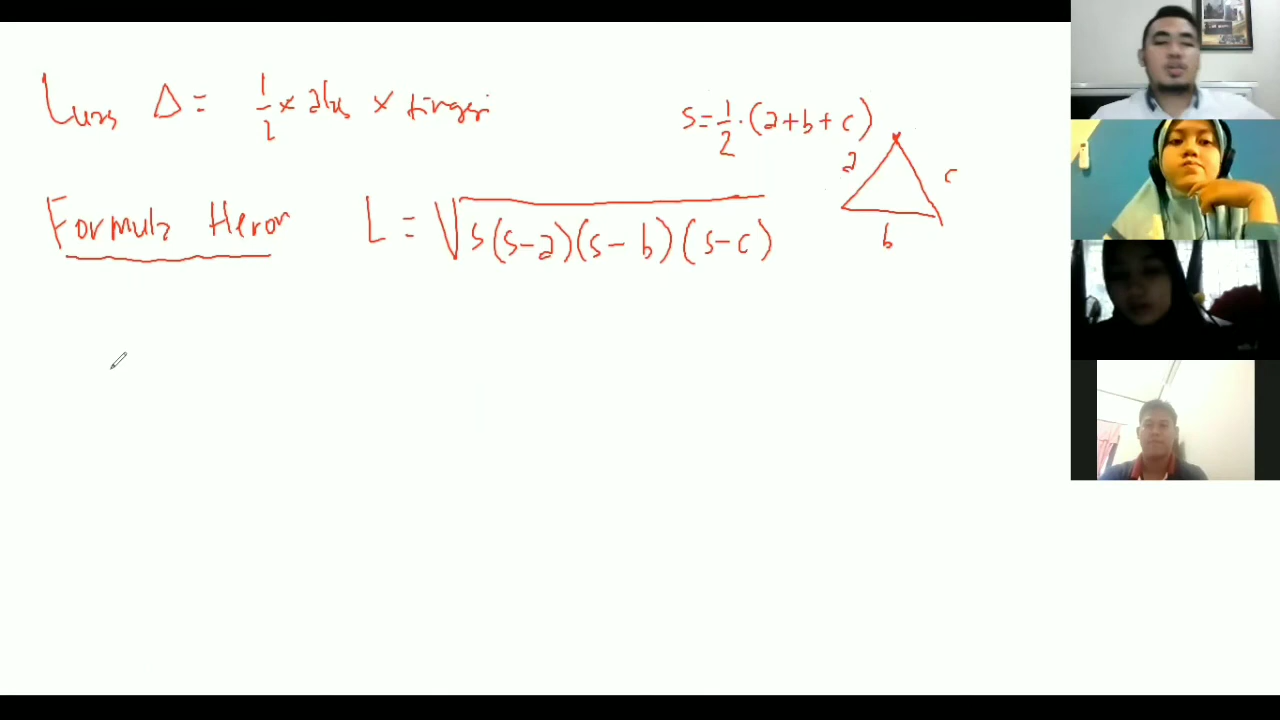 Luas Δ = 1/2 × alas × tinggi
s = 1/2 · (a + b + c)
a
c
b
Formula Heron L = √s(s-a)(s-b)(s-c)